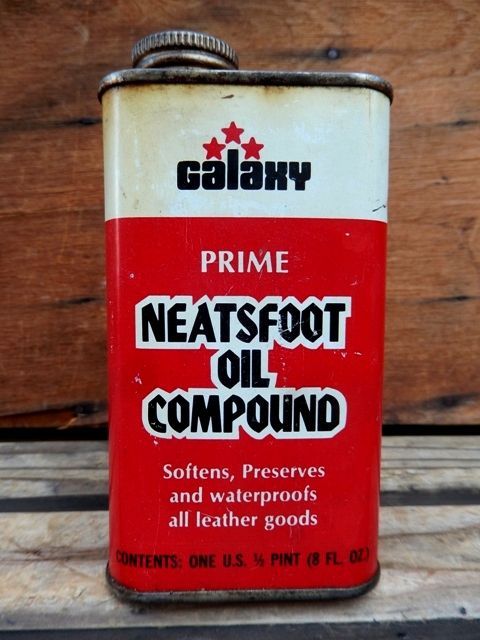 Galaxy
PRIME
NEATSFOOT
OIL
COMPOUND
Softens, Preserves
and waterproofs
all leather goods
CONTENTS: ONE U.S. ½ PINT (8 FL. OZ.)